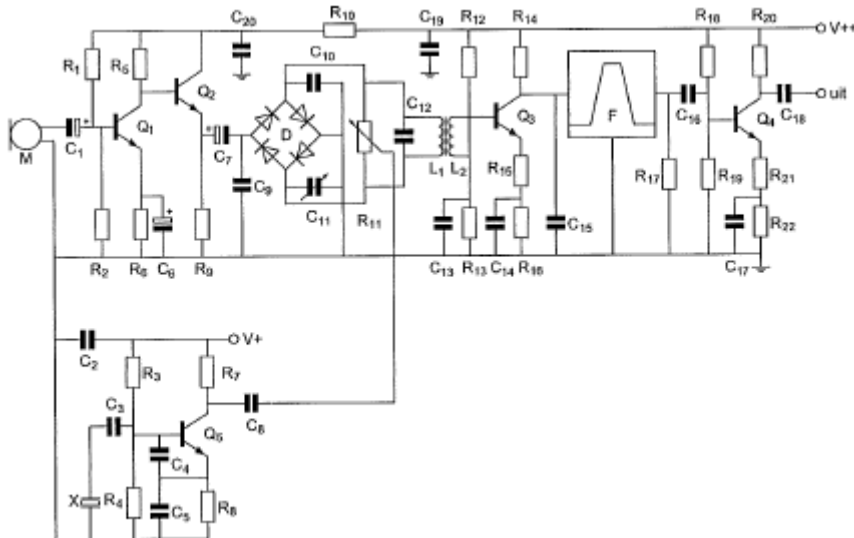 C20 R10 C19 R12 R14 R18 R20
V++
R1 R5 C10
Q2 C12
Q1 Q3 F C16 Q4 C18 uit
M C1 C7 D
L1 L2
C9 R15 R17 R19 R21
C11 R11
C15 R22
R2 R6 C6 R9 C13 R13 C14 R16 C17
V+
C2 R3 R7
C3
Q5 C8
C4
X R4 C5 R8